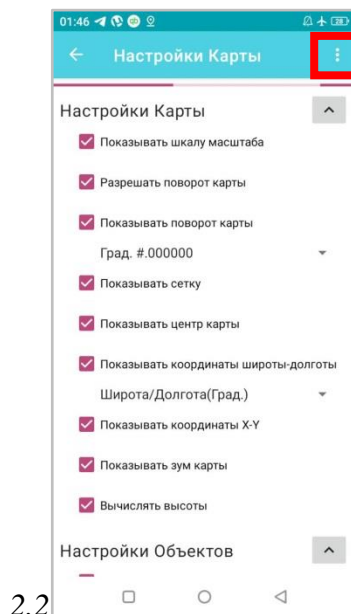 01:46 28
Настройки Карты
Настройки Карты
Показывать шкалу масштаба
Разрешать поворот карты
Показывать поворот карты
Град. #.000000
Показывать сетку
Показывать центр карты
Показывать координаты широты-долготы
Широта/Долгота(Град.)
Показывать координаты X-Y
Показывать зум карты
Вычислять высоты
Настройки Объектов
2.2